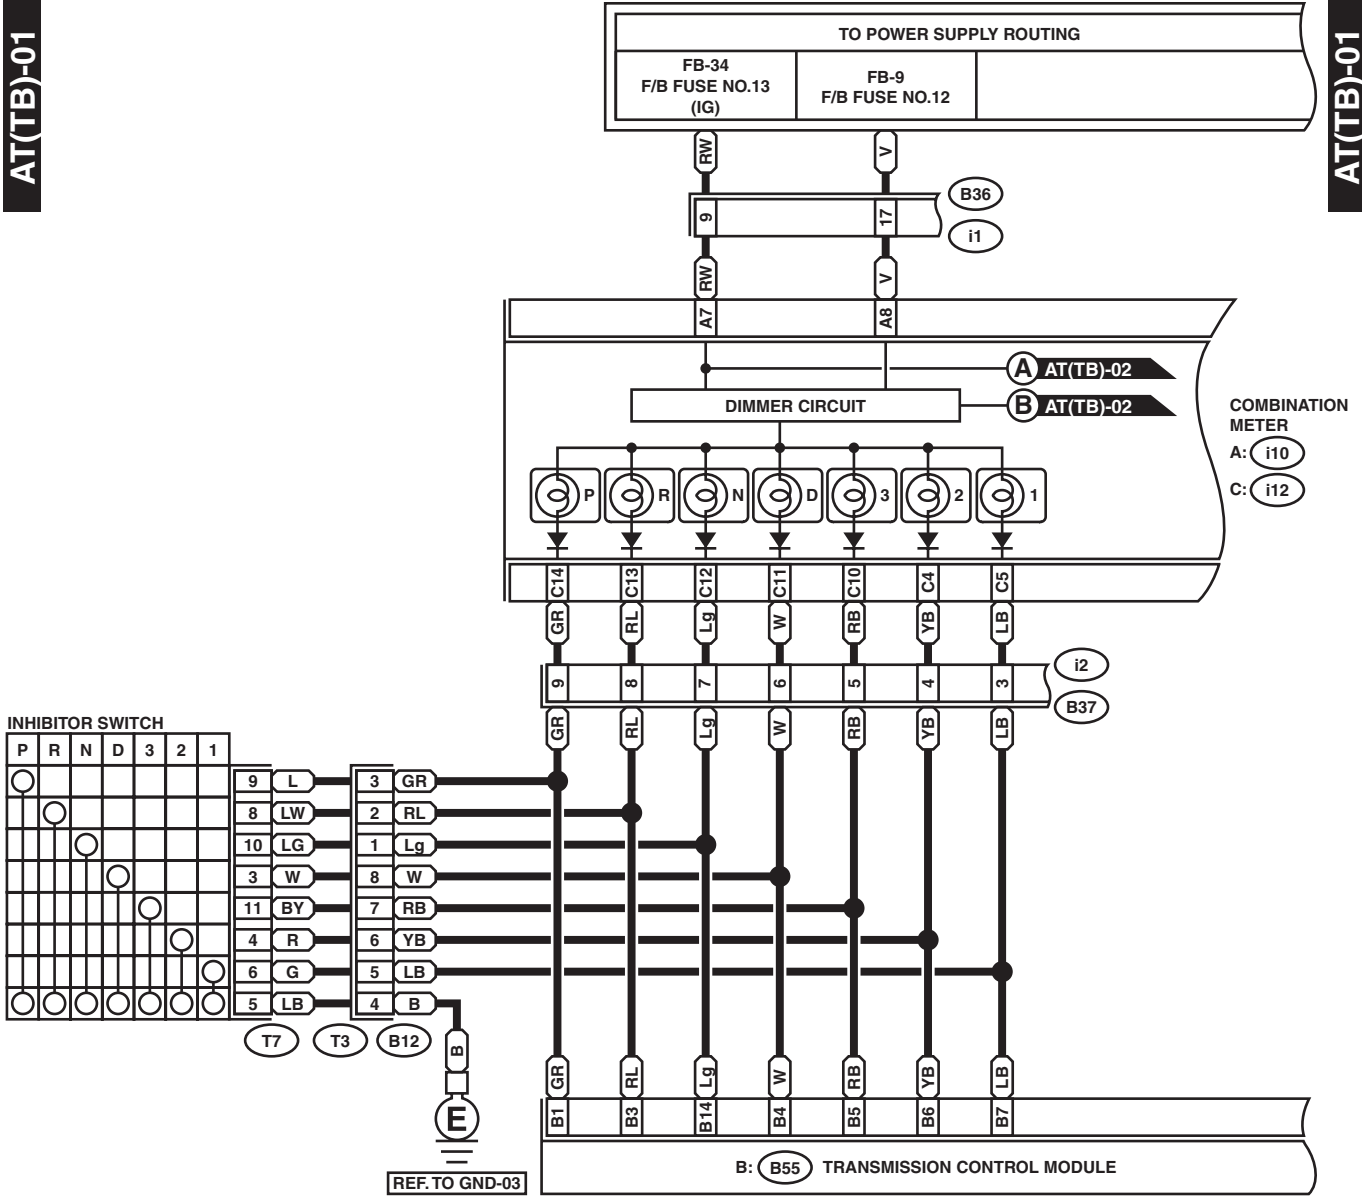 AT(TB)-01
AT(TB)-01
TO POWER SUPPLY ROUTING
FB-34
F/B FUSE NO.13
(IG)
FB-9
F/B FUSE NO.12
RW V
9 17
B36
i1
RW V
A7 A8
A AT(TB)-02
DIMMER CIRCUIT
B AT(TB)-02
COMBINATION
METER
A: i10
C: i12
P R N D 3 2 1
C14 C13 C12 C11 C10 C4 C5
GR RL Lg W RB YB LB
9 8 7 6 5 4 3
i2
B37
GR RL Lg W RB YB LB
INHIBITOR SWITCH
P R N D 3 2 1
9 L 3 GR
8 LW 2 RL
10 LG 1 Lg
3 W 8 W
11 BY 7 RB
4 R 6 YB
6 G 5 LB
5 LB 4 B
T7 T3 B12
B
E
REF. TO GND-03
GR RL Lg W RB YB LB
B1 B3 B14 B4 B5 B6 B7
B: B55 TRANSMISSION CONTROL MODULE